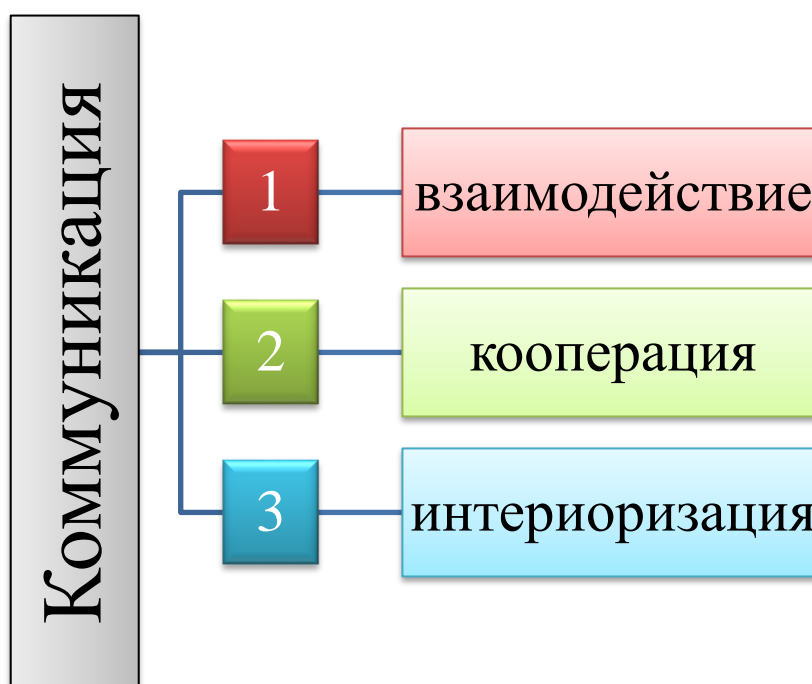 Коммуникация
1
взаимодействие
2
кооперация
3
интериоризация